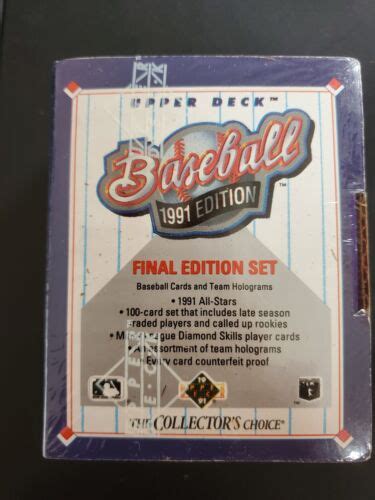 UPPER DECK™
Baseball
1991 EDITION
™
FINAL EDITION SET
Baseball Cards and Team Holograms
• 1991 All-Stars
• 100-card set that includes late season
traded players and called up rookies
League Diamond Skills player cards
assortment of team holograms
Every card counterfeit proof
THE COLLECTOR'S CHOICE™